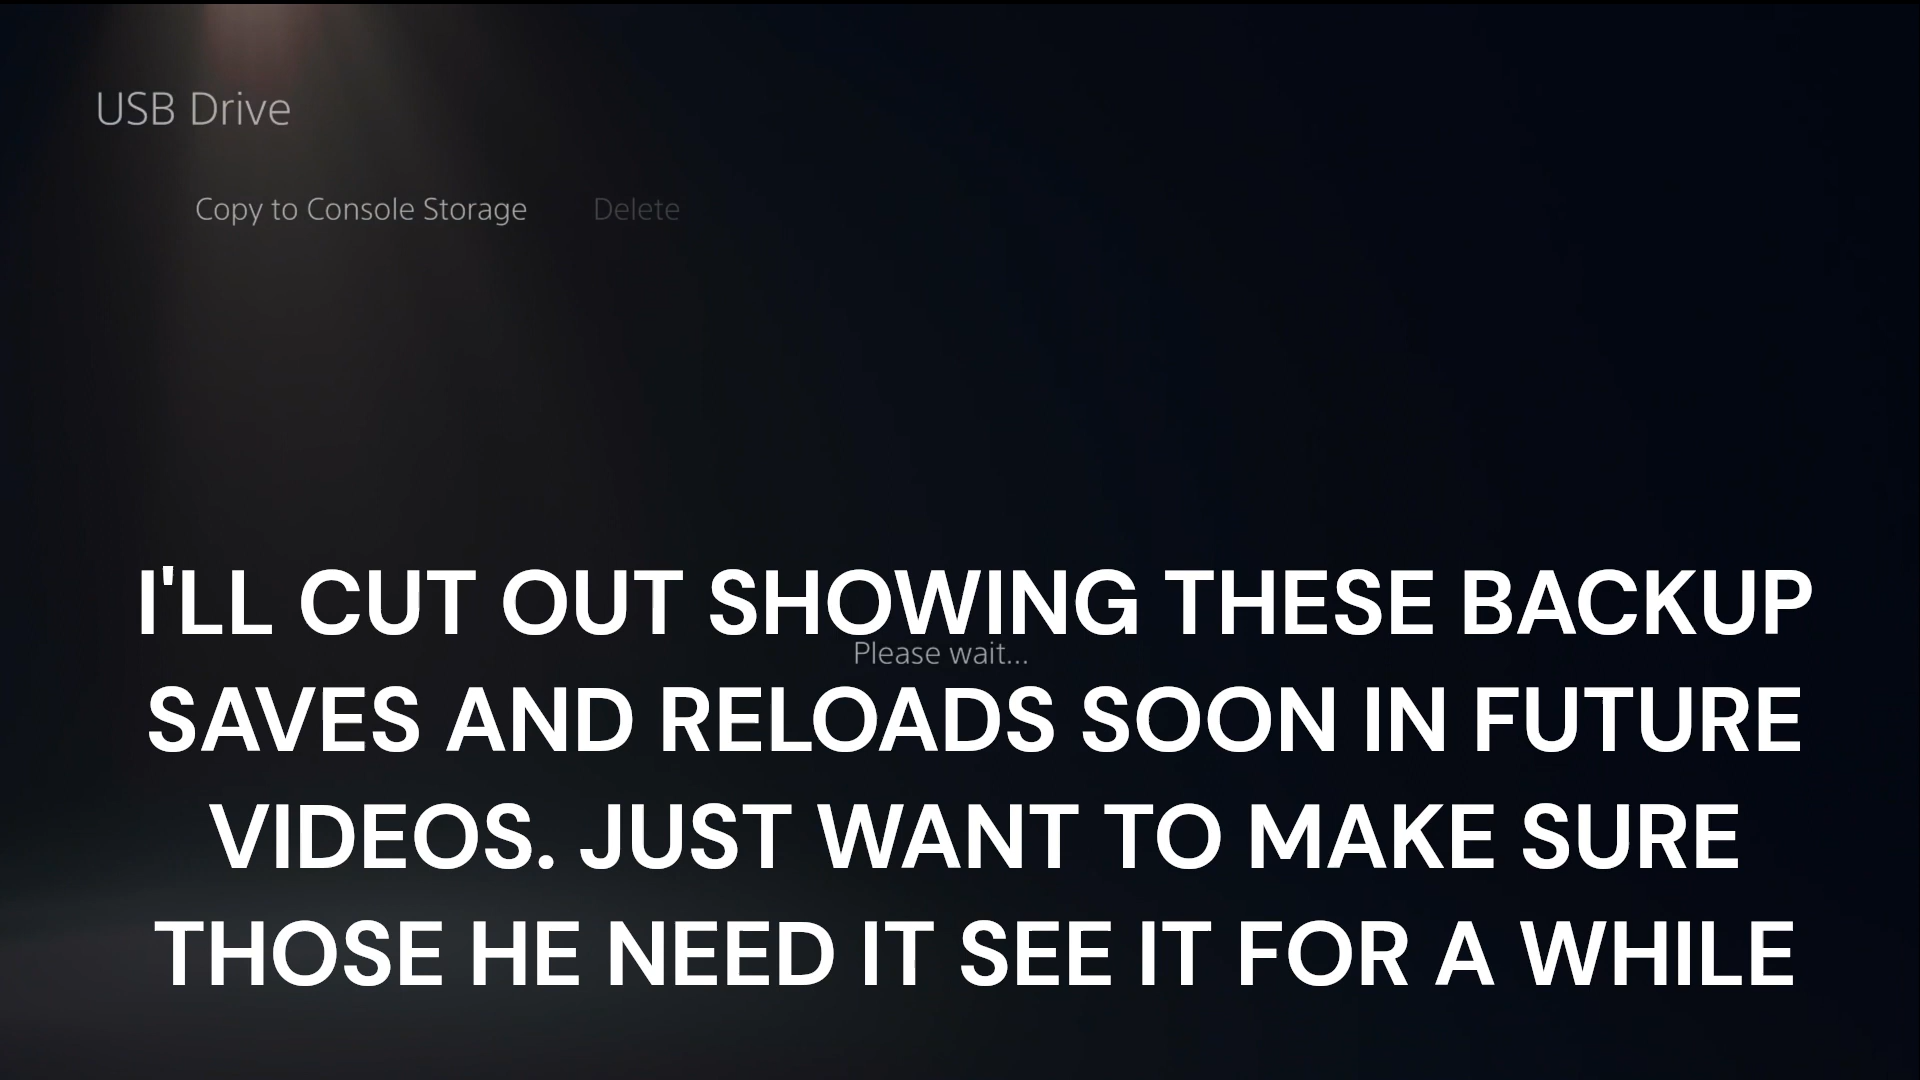 USB Drive
Copy to Console Storage Delete
I'LL CUT OUT SHOWING THESE BACKUP
Please wait...
SAVES AND RELOADS SOON IN FUTURE
VIDEOS. JUST WANT TO MAKE SURE
THOSE HE NEED IT SEE IT FOR A WHILE